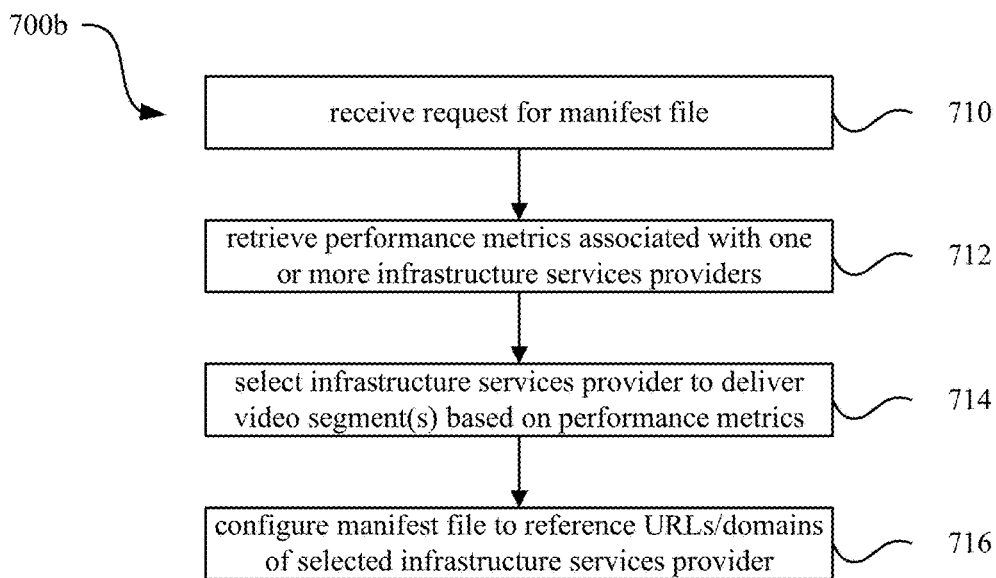 700b
receive request for manifest file
710
retrieve performance metrics associated with one
or more infrastructure services providers
712
select infrastructure services provider to deliver
video segment(s) based on performance metrics
714
configure manifest file to reference URLs/domains
of selected infrastructure services provider
716